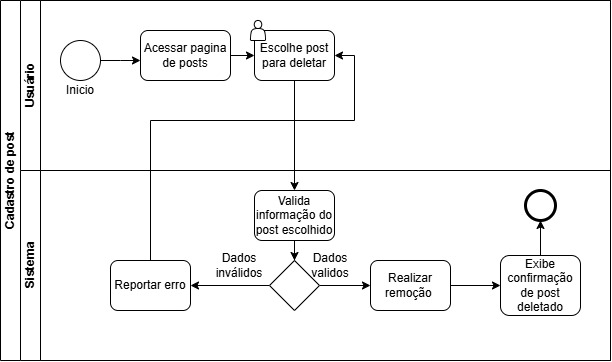 Cadastro de post
Usuário
Inicio
Acessar pagina
de posts
Escolhe post
para deletar
Sistema
Valida
informação do
post escolhido
Dados
inválidos
Dados
validos
Reportar erro
Realizar
remoção
Exibe
confirmação
de post
deletado